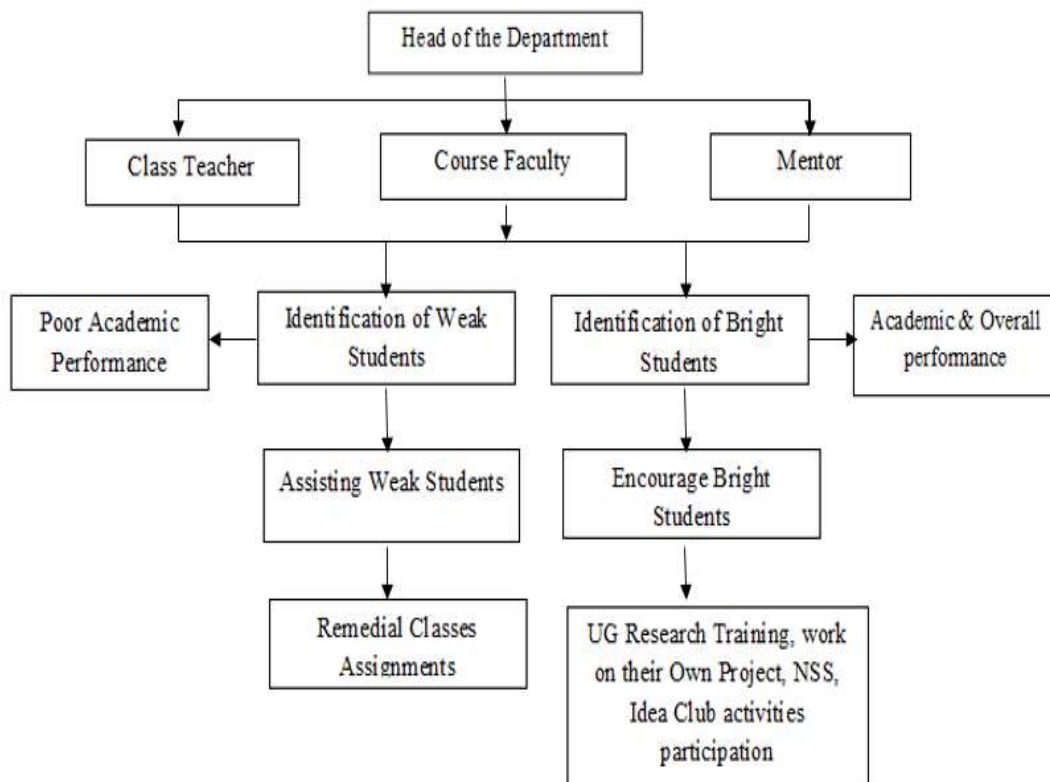 Head of the Department
Class Teacher
Course Faculty
Mentor
Poor Academic
Performance
Identification of Weak
Students
Identification of Bright
Students
Academic & Overall
performance
Assisting Weak Students
Encourage Bright
Students
Remedial Classes
Assignments
UG Research Training, work
on their Own Project, NSS,
Idea Club activities
participation